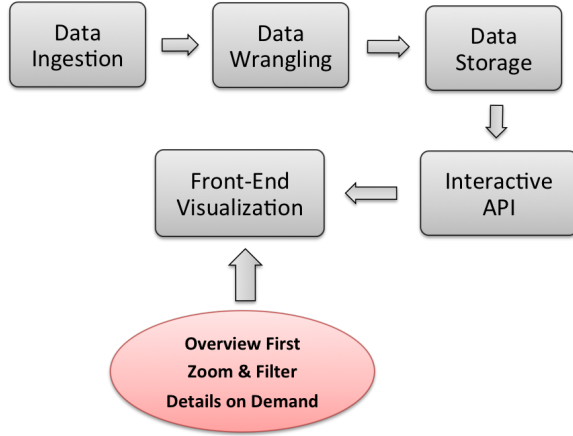 Data
Ingestion
Data
Wrangling
Data
Storage
Front-End
Visualization
Interactive
API
Overview First
Zoom & Filter
Details on Demand